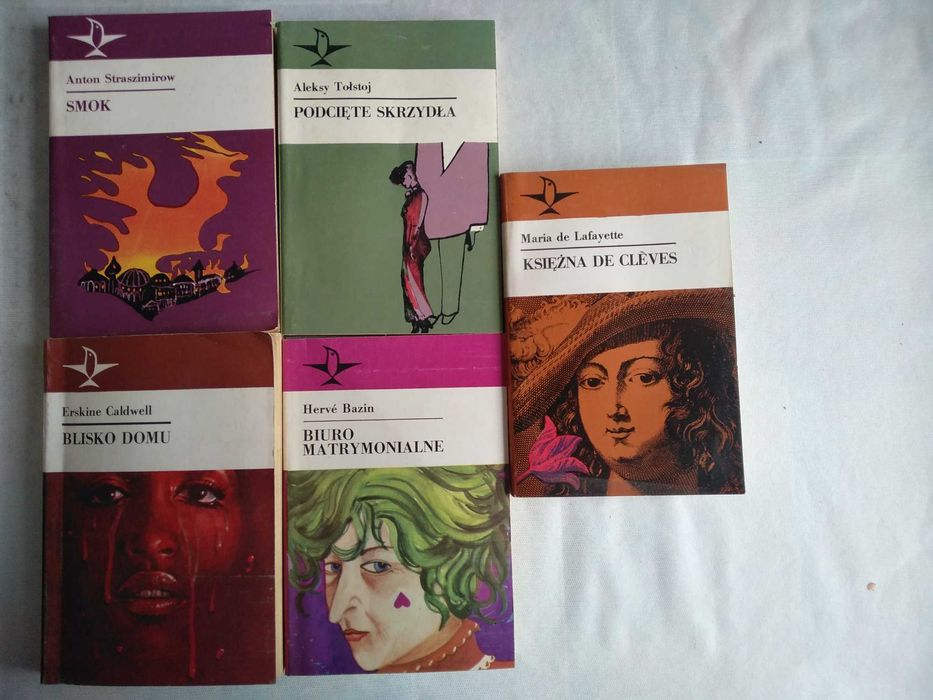 Anton Straszimirow
SMOK
Aleksy Tołstoj
PODCIĘTE SKRZYDŁA
Maria de Lafayette
KSIĘŻNA DE CLÈVES
Erskine Caldwell
BLISKO DOMU
Hervé Bazin
BIURO
MATRYMONIALNE